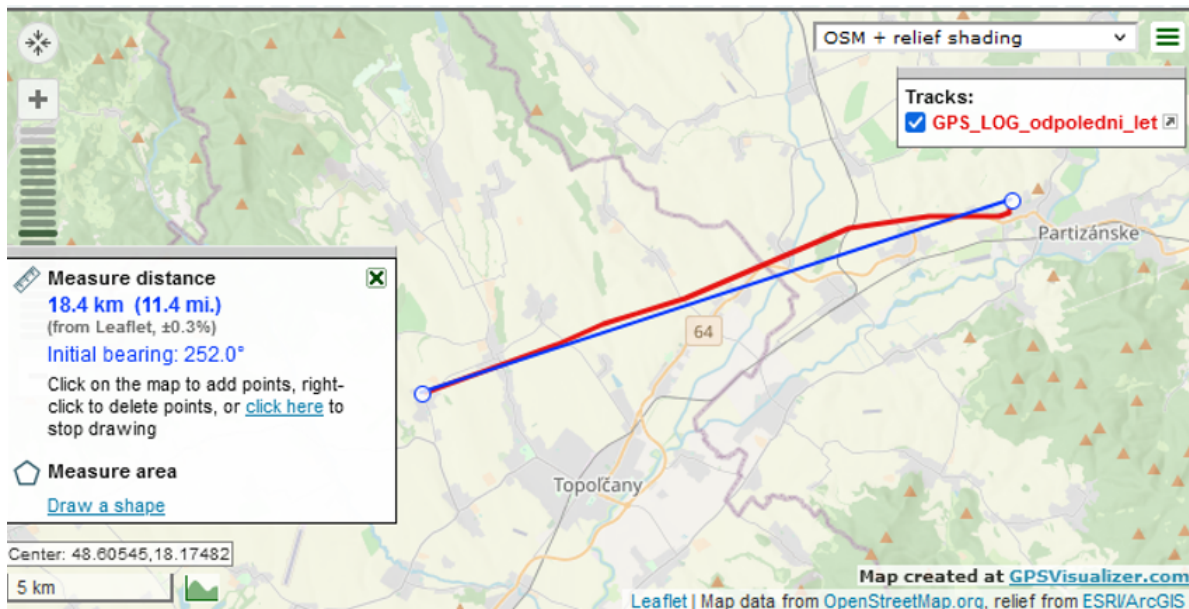 OSM + relief shading
Tracks:
GPS_LOG_odpoledni_let
Partizánske
Measure distance
18.4 km (11.4 mi.)
(from Leaflet, ±0.3%)
Initial bearing: 252.0°
Click on the map to add points, right-
click to delete points, or click here to
stop drawing
64
Measure area
Draw a shape
Topoľčany
Center: 48.60545,18.17482
5 km
Map created at GPSVisualizer.com
Leaflet | Map data from OpenStreetMap.org, relief from ESRI/ArcGIS